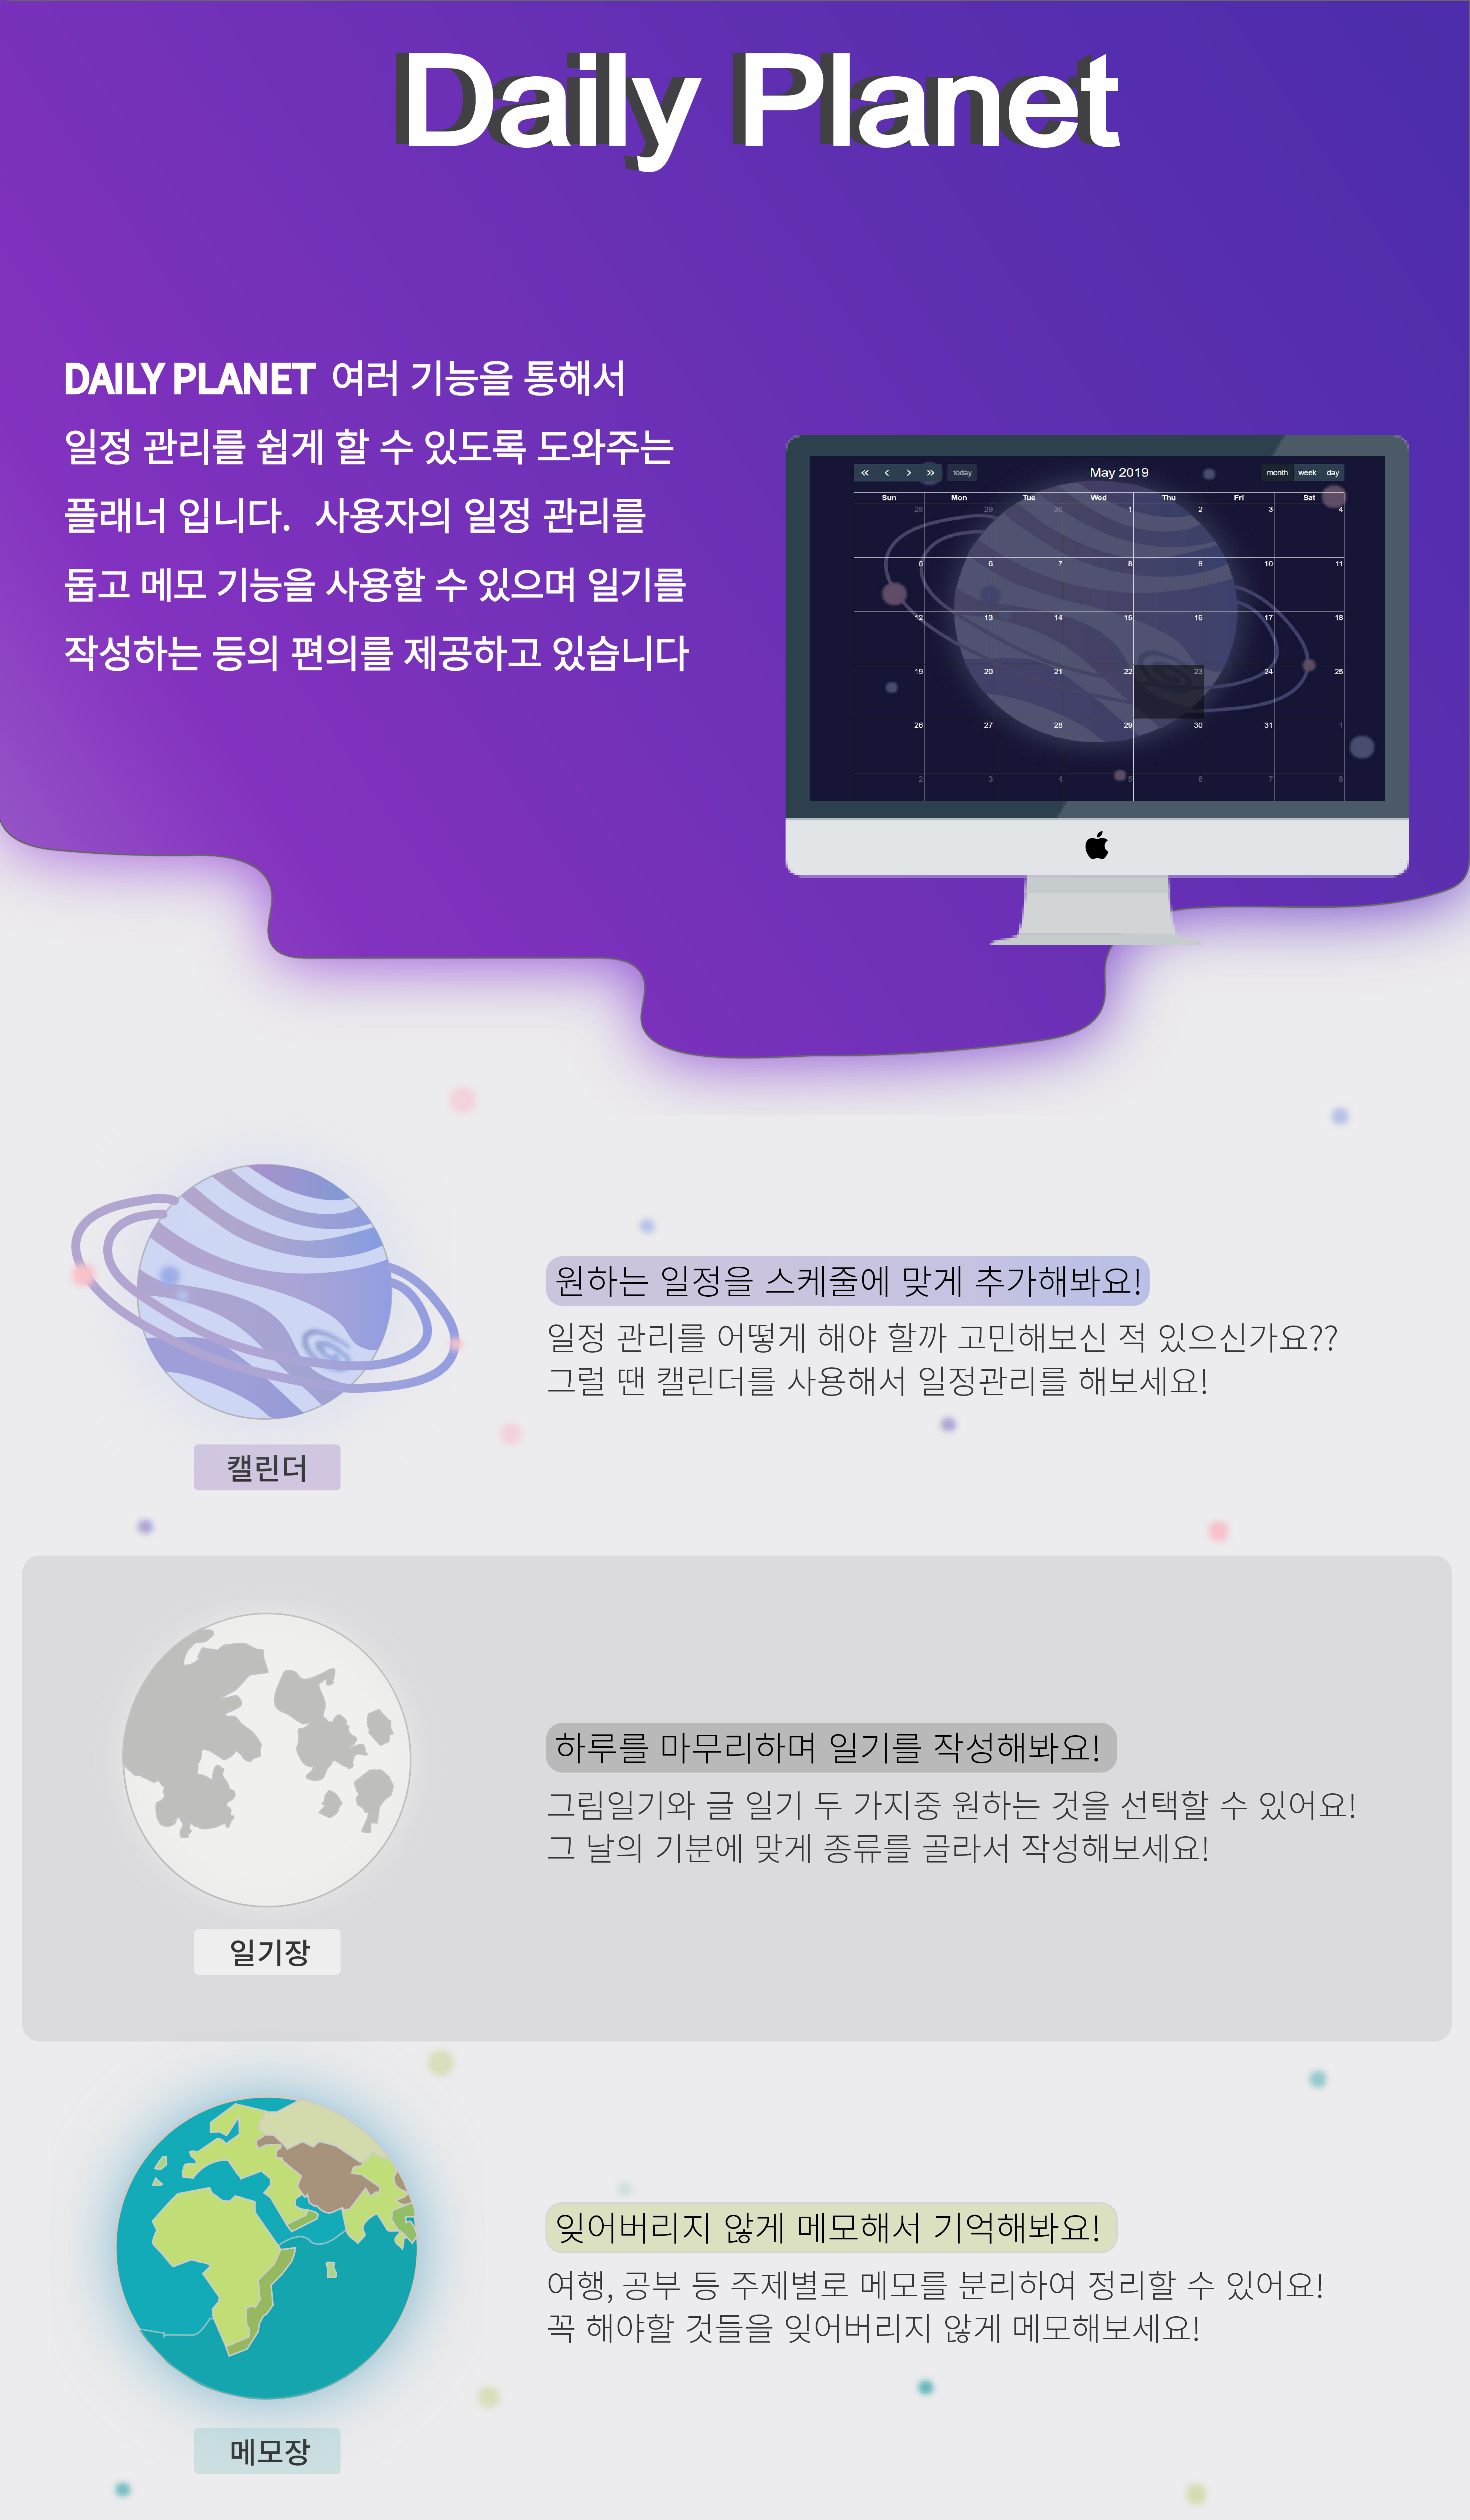 Daily Planet
DAILY PLANET 여러 기능을 통해서
일정 관리를 쉽게 할 수 있도록 도와주는
플래너 입니다. 사용자의 일정 관리를
돕고 메모 기능을 사용할 수 있으며 일기를
작성하는 등의 편의를 제공하고 있습니다
« ‹ › » today May 2019 month week day
Sun Mon Tue Wed Thu Fri Sat
28 29 30 1 2 3 4
5 6 7 8 9 10 11
12 13 14 15 16 17 18
19 20 21 22 23 24 25
26 27 28 29 30 31 1
2 3 4 5 6 7 8
원하는 일정을 스케줄에 맞게 추가해봐요!
일정 관리를 어떻게 해야 할까 고민해보신 적 있으신가요??
그럴 땐 캘린더를 사용해서 일정관리를 해보세요!
캘린더
하루를 마무리하며 일기를 작성해봐요!
그림일기와 글 일기 두 가지중 원하는 것을 선택할 수 있어요!
그 날의 기분에 맞게 종류를 골라서 작성해보세요!
일기장
잊어버리지 않게 메모해서 기억해봐요!
여행, 공부 등 주제별로 메모를 분리하여 정리할 수 있어요!
꼭 해야할 것들을 잊어버리지 않게 메모해보세요!
메모장